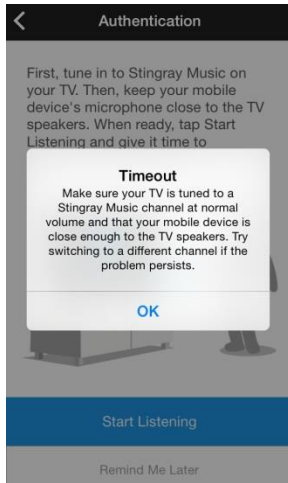 Authentication
First, tune in to Stingray Music on
your TV. Then, keep your mobile
device's microphone close to the TV
speakers. When ready, tap Start
Listening and give it time to
Timeout
Make sure your TV is tuned to a
Stingray Music channel at normal
volume and that your mobile device is
close enough to the TV speakers. Try
switching to a different channel if the
problem persists.
OK
Start Listening
Remind Me Later